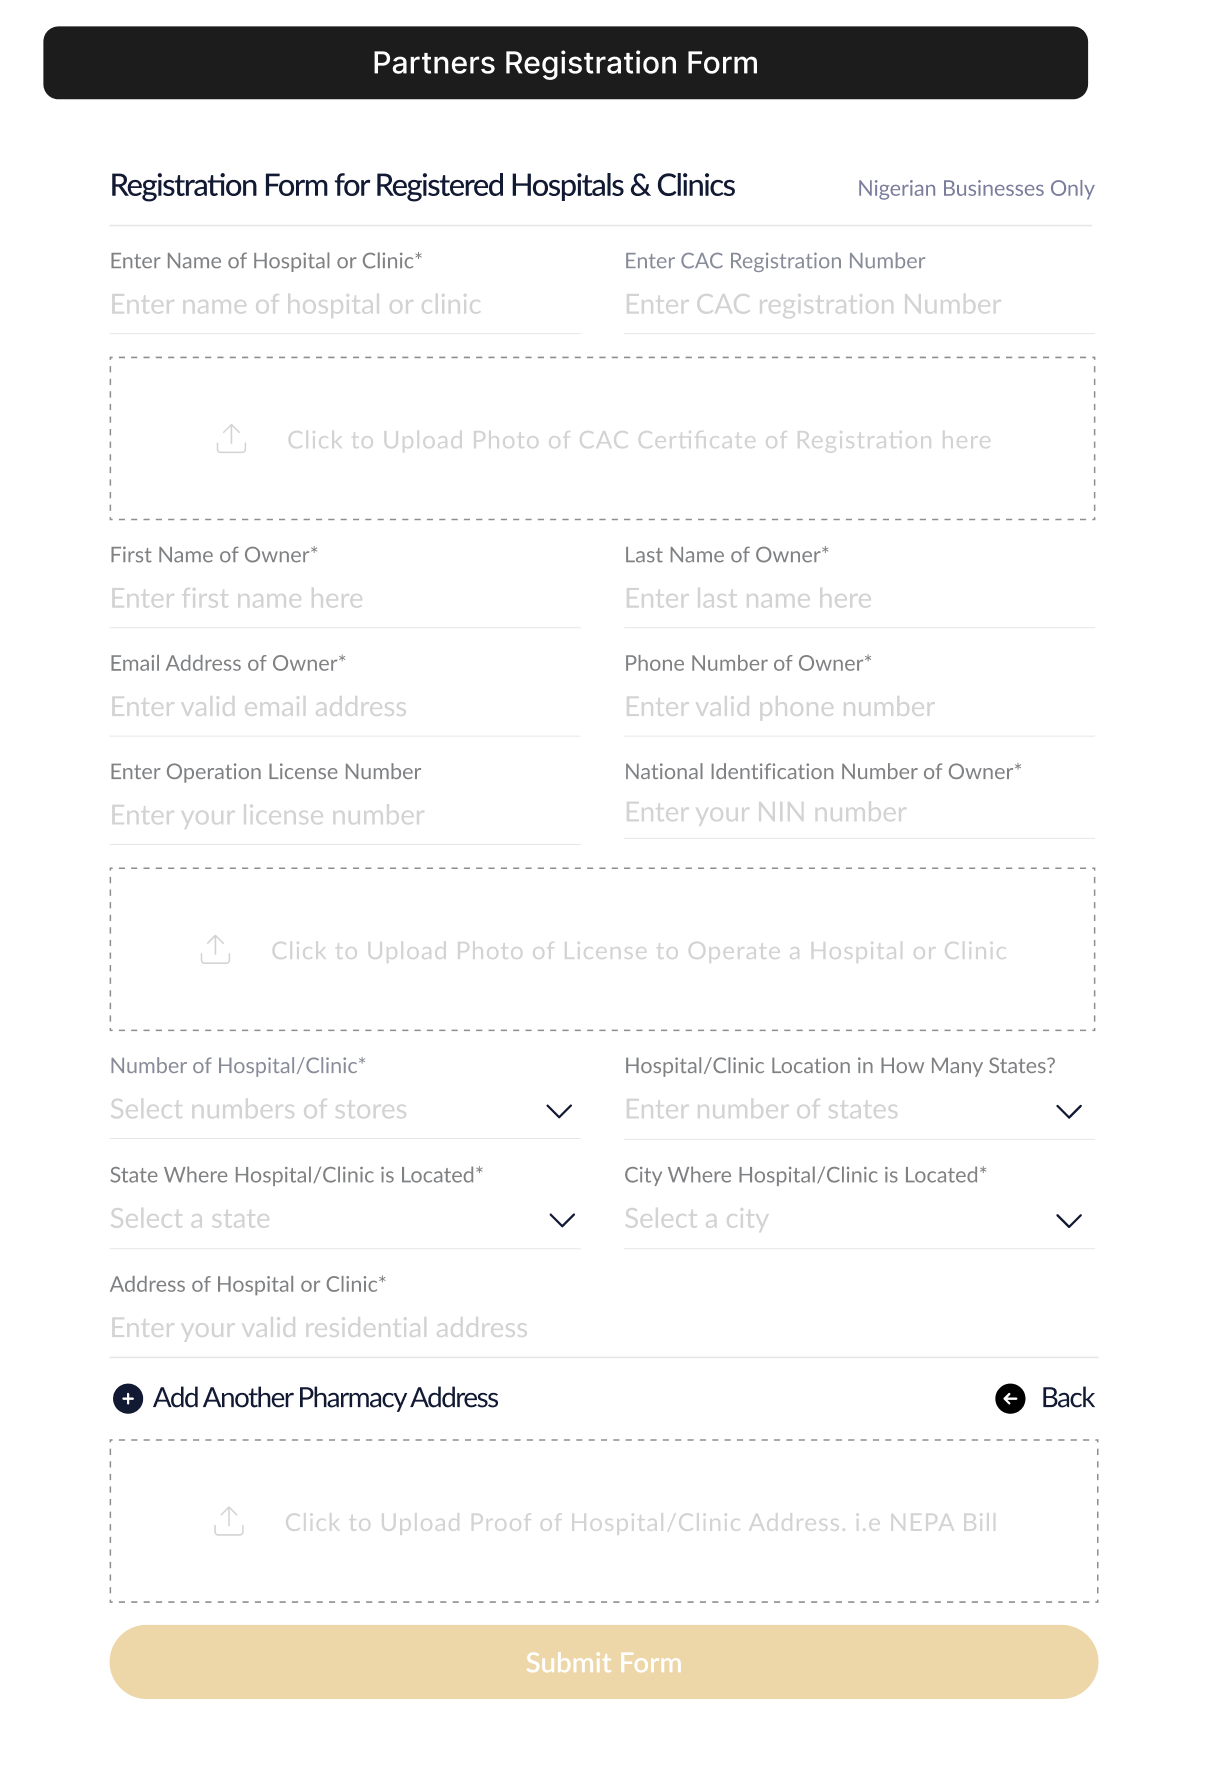 Partners Registration Form
Registration Form for Registered Hospitals & Clinics
Nigerian Businesses Only
Enter Name of Hospital or Clinic*
Enter CAC Registration Number
Enter name of hospital or clinic
Enter CAC registration Number
Click to Upload Photo of CAC Certificate of Registration here
First Name of Owner*
Last Name of Owner*
Enter first name here
Enter last name here
Email Address of Owner*
Phone Number of Owner*
Enter valid email address
Enter valid phone number
Enter Operation License Number
National Identification Number of Owner*
Enter your license number
Enter your NIN number
Click to Upload Photo of License to Operate a Hospital or Clinic
Number of Hospital/Clinic*
Hospital/Clinic Location in How Many States?
Select numbers of stores
Enter number of states
State Where Hospital/Clinic is Located*
City Where Hospital/Clinic is Located*
Select a state
Select a city
Address of Hospital or Clinic*
Enter your valid residential address
Add Another Pharmacy Address
Back
Click to Upload Proof of Hospital/Clinic Address. i.e NEPA Bill
Submit Form